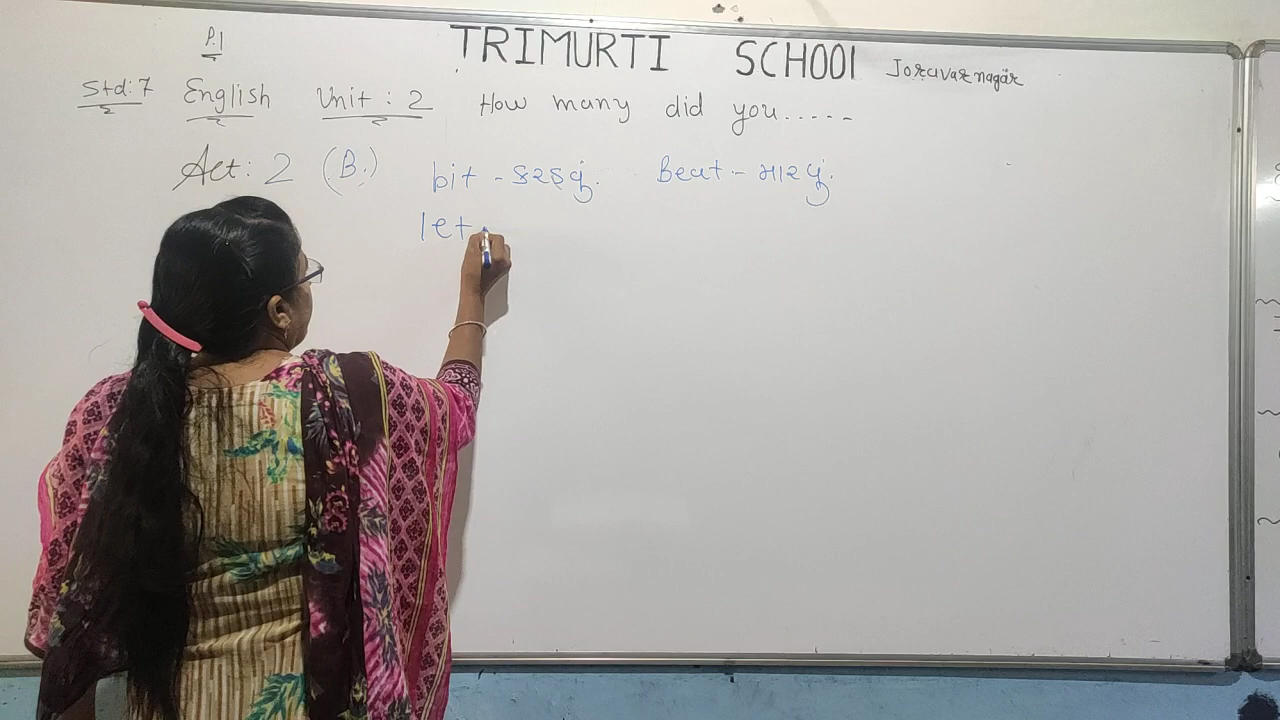 P.1
TRIMURTI SCHOOl Joravarnagar
Std:7 English Unit : 2 How many did you.....
Act: 2 (B.) bit - કરડવું. Beat - મારવું.
let